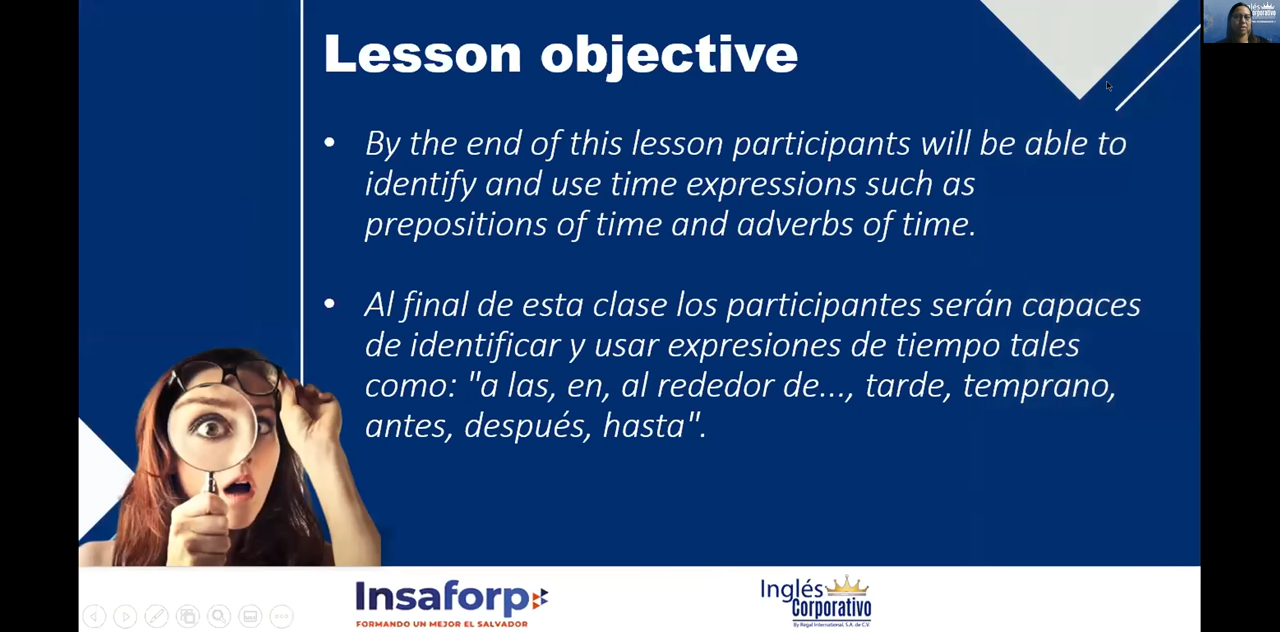 Lesson objective
• By the end of this lesson participants will be able to
identify and use time expressions such as
prepositions of time and adverbs of time.
• Al final de esta clase los participantes serán capaces
de identificar y usar expresiones de tiempo tales
como: "a las, en, al rededor de..., tarde, temprano,
antes, después, hasta".
Insaforp
FORMANDO UN MEJOR EL SALVADOR
Inglés
Corporativo
By Regal International, S.A. de C.V.
Inglés